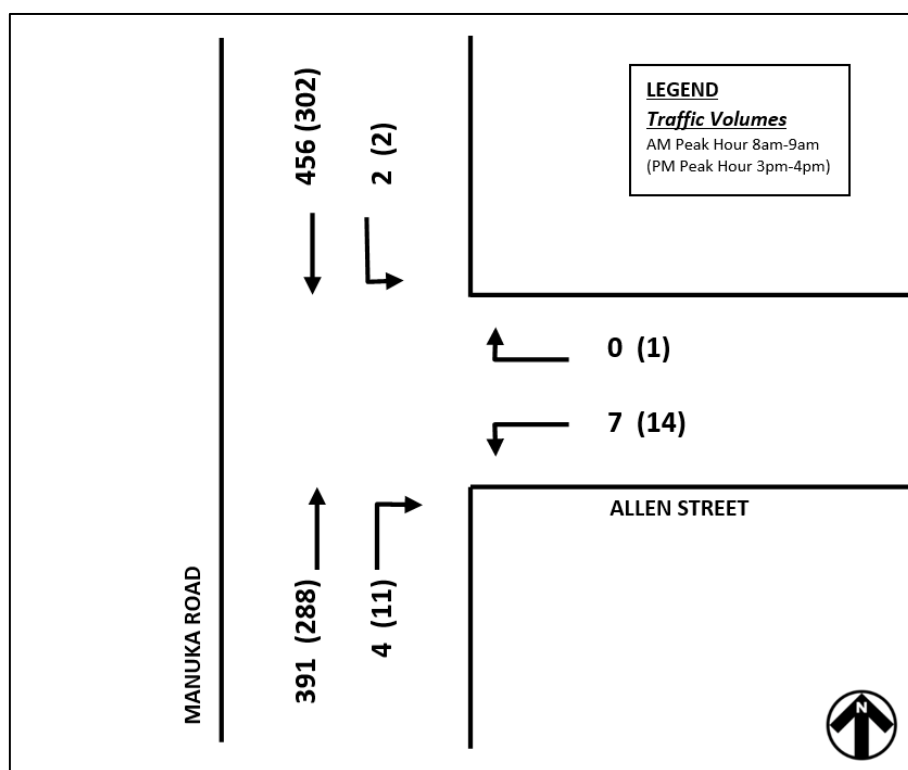 LEGEND
Traffic Volumes
AM Peak Hour 8am-9am
(PM Peak Hour 3pm-4pm)
456 (302)
2 (2)
0 (1)
7 (14)
ALLEN STREET
391 (288)
4 (11)
MANUKA ROAD
N